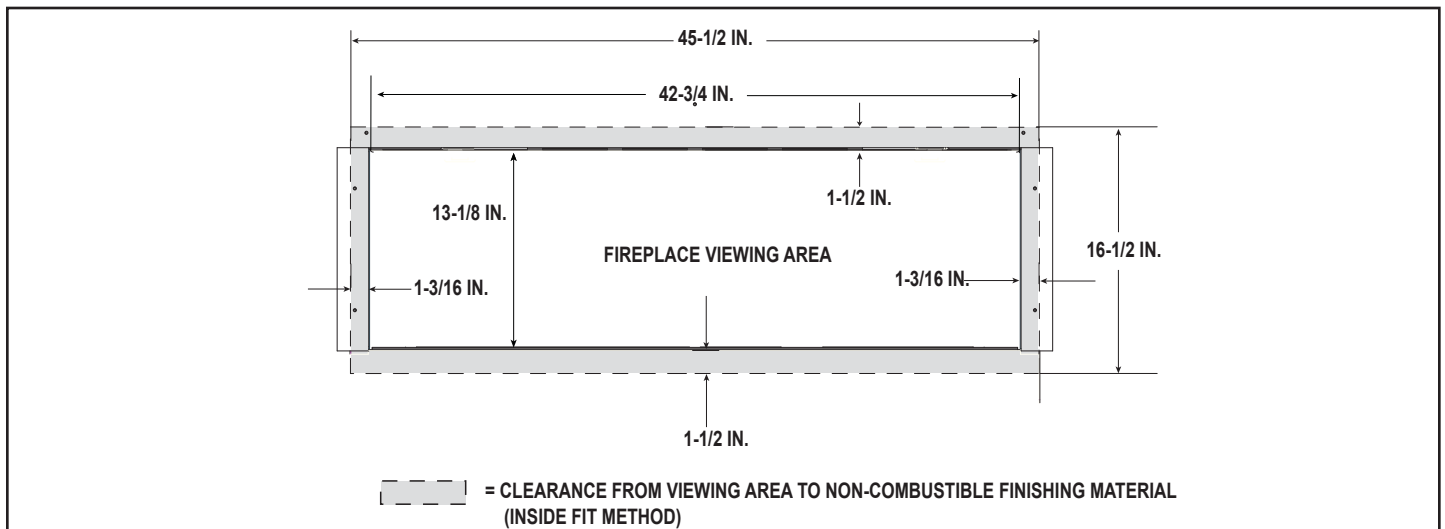 45-1/2 IN.
42-3/4 IN.
1-1/2 IN.
13-1/8 IN.
FIREPLACE VIEWING AREA
16-1/2 IN.
1-3/16 IN.
1-3/16 IN.
1-1/2 IN.
= CLEARANCE FROM VIEWING AREA TO NON-COMBUSTIBLE FINISHING MATERIAL
(INSIDE FIT METHOD)